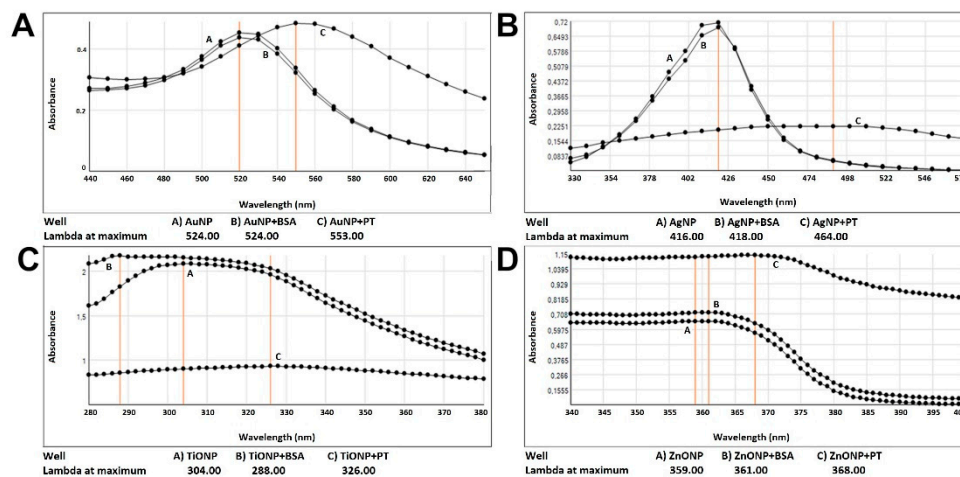 A
Absorbance
0.4
0.2
0
A
B
C
440 460 480 500 520 540 560 580 600 620 640
Wavelength (nm)
Well A) AuNP B) AuNP+BSA C) AuNP+PT
Lambda at maximum 524.00 524.00 553.00
B
Absorbance
0,72
0,6493
0,5786
0,5079
0,4372
0,3665
0,2958
0,2251
0,1544
0,0837
A
B
C
330 354 378 402 426 450 474 498 522 546
Wavelength (nm)
Well A) AgNP B) AgNP+BSA C) AgNP+PT
Lambda at maximum 416.00 418.00 464.00
C
Absorbance
2
1,5
1
B
A
C
280 290 300 310 320 330 340 350 360 370 380
Wavelength (nm)
Well A) TiONP B) TiONP+BSA C) TiONP+PT
Lambda at maximum 304.00 288.00 326.00
D
Absorbance
1,15
1,0395
0,929
0,8185
0,708
0,5975
0,487
0,3765
0,266
0,1555
C
B
A
340 350 360 370 380 390
Wavelength (nm)
Well A) ZnONP B) ZnONP+BSA C) ZnONP+PT
Lambda at maximum 359.00 361.00 368.00